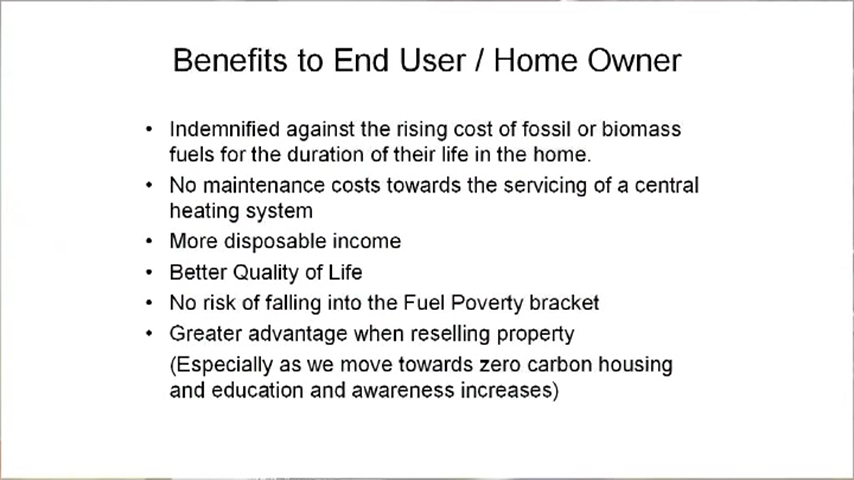 Benefits to End User / Home Owner
• Indemnified against the rising cost of fossil or biomass
fuels for the duration of their life in the home.
• No maintenance costs towards the servicing of a central
heating system
• More disposable income
• Better Quality of Life
• No risk of falling into the Fuel Poverty bracket
• Greater advantage when reselling property
(Especially as we move towards zero carbon housing
and education and awareness increases)